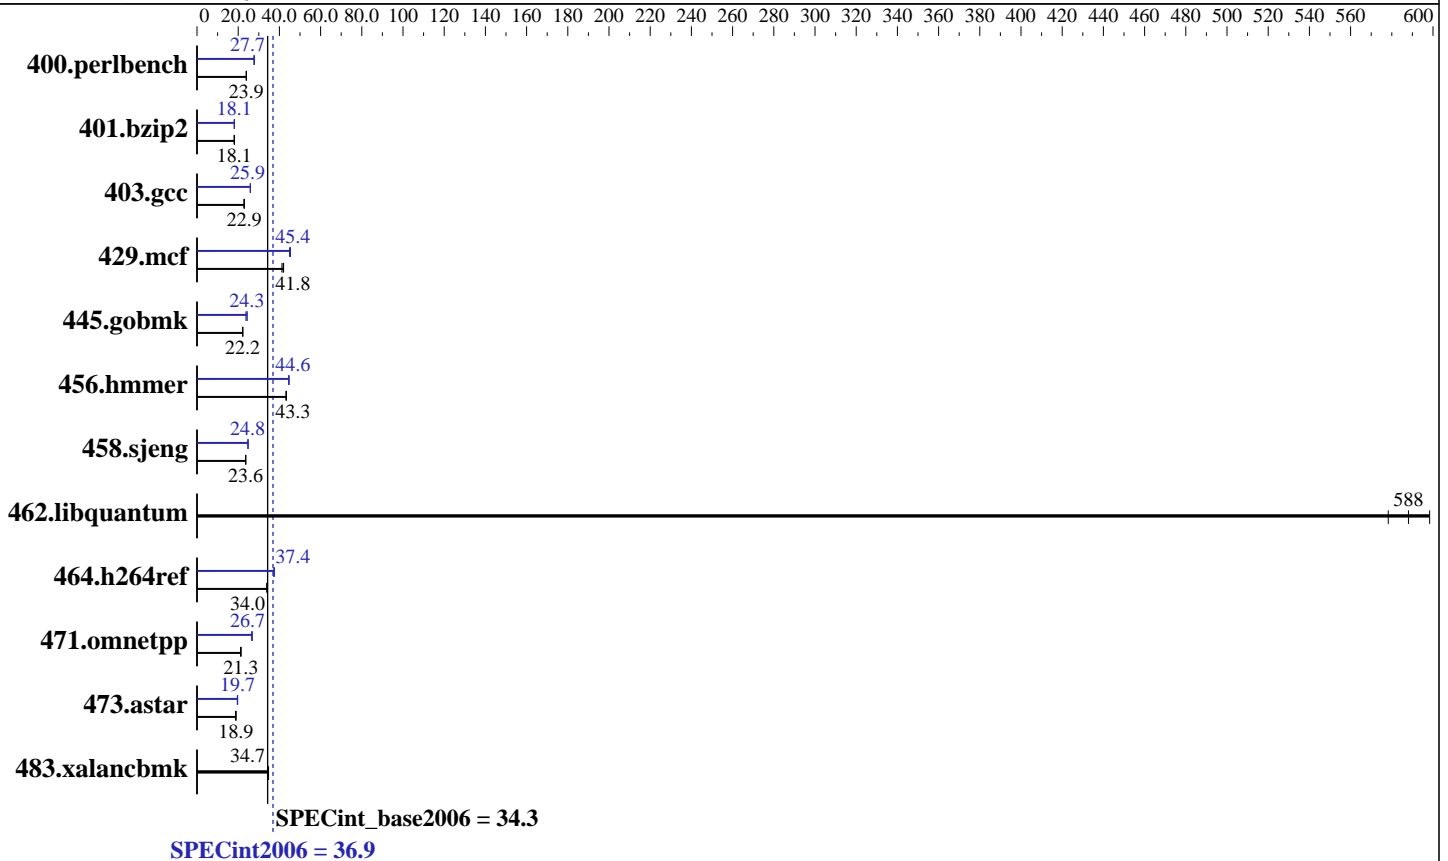 0 20.0 40.0 60.0 80.0 100 120 140 160 180 200 220 240 260 280 300 320 340 360 380 400 420 440 460 480 500 520 540 560 600
27.7
400.perlbench
23.9
18.1
401.bzip2
18.1
25.9
403.gcc
22.9
45.4
429.mcf
41.8
24.3
445.gobmk
22.2
44.6
456.hmmer
43.3
24.8
458.sjeng
23.6
588
462.libquantum
37.4
464.h264ref
34.0
26.7
471.omnetpp
21.3
19.7
473.astar
18.9
34.7
483.xalancbmk
SPECint_base2006 = 34.3
SPECint2006 = 36.9